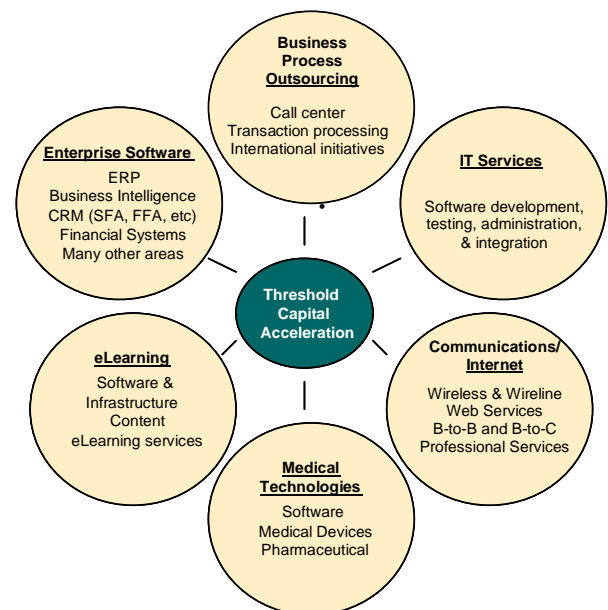 Business
Process
Outsourcing
Call center
Transaction processing
International initiatives
Enterprise Software
ERP
Business Intelligence
CRM (SFA, FFA, etc)
Financial Systems
Many other areas
IT Services
Software development,
testing, administration,
& integration
Threshold
Capital
Acceleration
eLearning
Software &
Infrastructure
Content
eLearning services
Communications/
Internet
Wireless & Wireline
Web Services
B-to-B and B-to-C
Professional Services
Medical
Technologies
Software
Medical Devices
Pharmaceutical